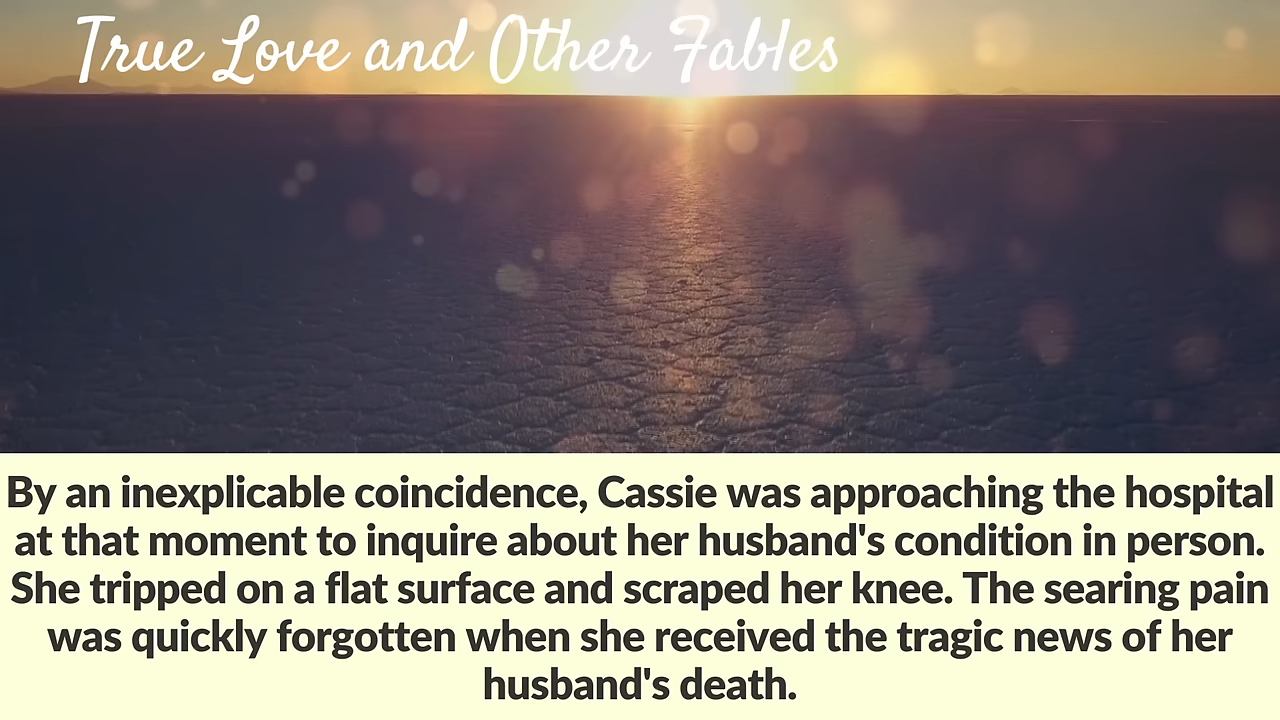 True Love and Other Fables
By an inexplicable coincidence, Cassie was approaching the hospital
at that moment to inquire about her husband's condition in person.
She tripped on a flat surface and scraped her knee. The searing pain
was quickly forgotten when she received the tragic news of her
husband's death.